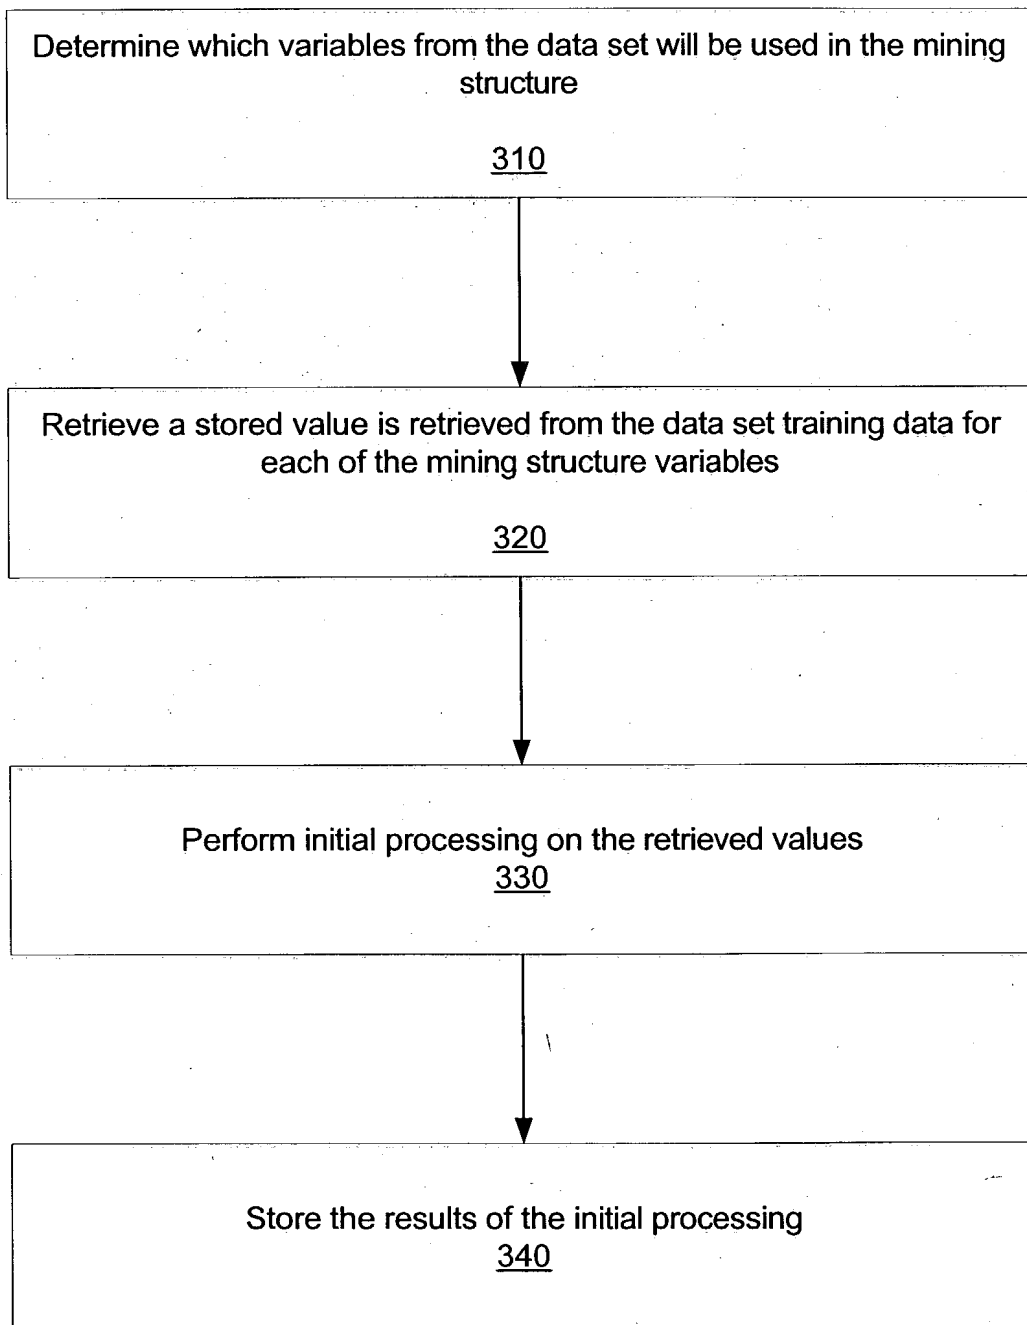 Determine which variables from the data set will be used in the mining
structure
310
Retrieve a stored value is retrieved from the data set training data for
each of the mining structure variables
320
Perform initial processing on the retrieved values
330
Store the results of the initial processing
340